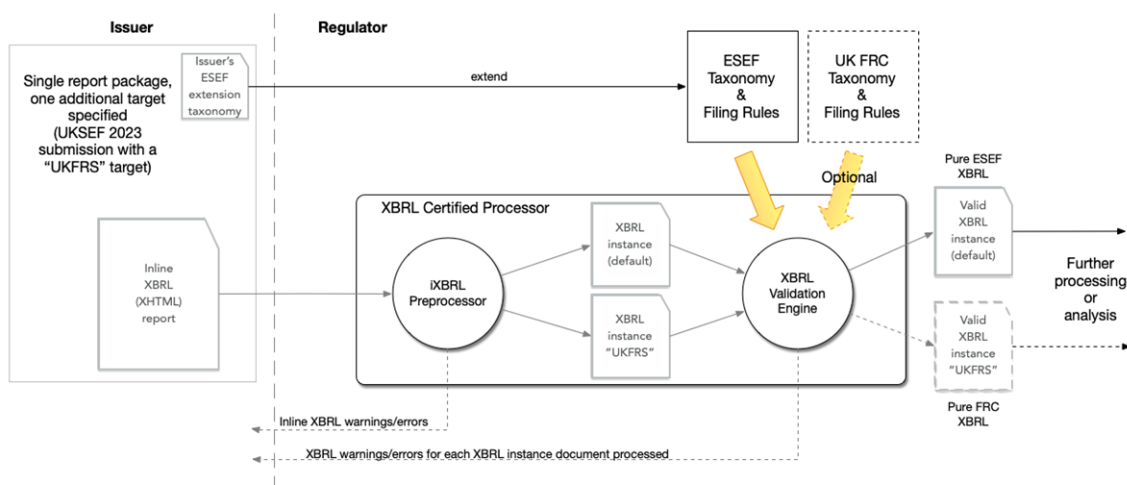 Issuer
Regulator
Issuer's
ESEF
extension
taxonomy
Single report package,
one additional target
specified
(UKSEF 2023
submission with a
“UKFRS” target)
extend
ESEF
Taxonomy
&
Filing Rules
UK FRC
Taxonomy
&
Filing Rules
Optional
Pure ESEF
XBRL
XBRL Certified Processor
Inline
XBRL
(XHTML)
report
iXBRL
Preprocessor
XBRL
instance
(default)
XBRL
instance
“UKFRS”
XBRL
Validation
Engine
Valid
XBRL
instance
(default)
Further
processing
or
analysis
Valid
XBRL
instance
“UKFRS”
Pure FRC
XBRL
Inline XBRL warnings/errors
XBRL warnings/errors for each XBRL instance document processed